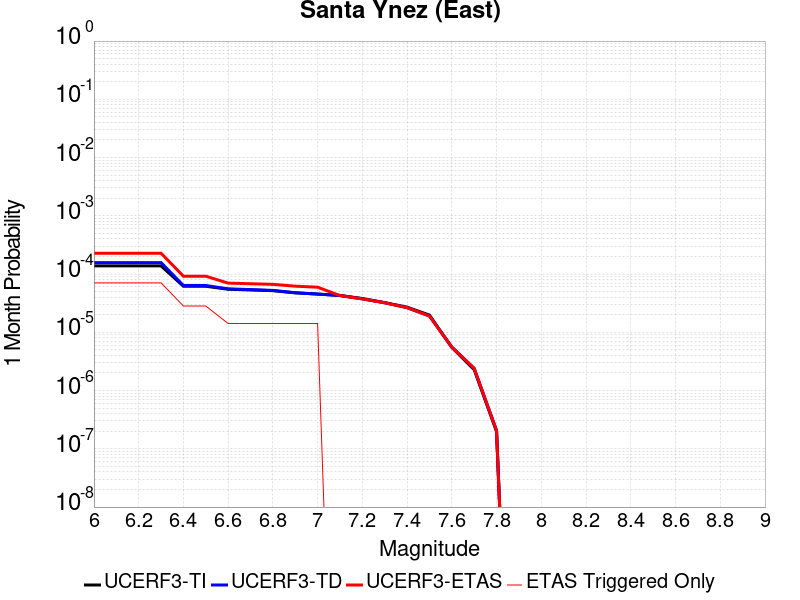 Santa Ynez (East)
10^0
10^-1
10^-2
10^-3
10^-4
10^-5
10^-6
10^-7
10^-8
1 Month Probability
6 6.2 6.4 6.6 6.8 7 7.2 7.4 7.6 7.8 8 8.2 8.4 8.6 8.8 9
Magnitude
UCERF3-TI UCERF3-TD UCERF3-ETAS ETAS Triggered Only